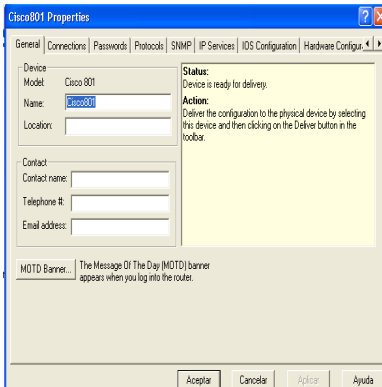 Cisco801 Properties
General Connections Passwords Protocols SNMP IP Services IOS Configuration Hardware Configur
Device
Model: Cisco 801
Name: Cisco801
Location:
Status:
Device is ready for delivery.
Action:
Deliver the configuration to the physical device by selecting
this device and then clicking on the Deliver button in the
toolbar.
Contact
Contact name:
Telephone #:
Email address:
MOTD Banner...
The Message Of The Day (MOTD) banner
appears when you log into the router.
Aceptar Cancelar Aplicar Ayuda